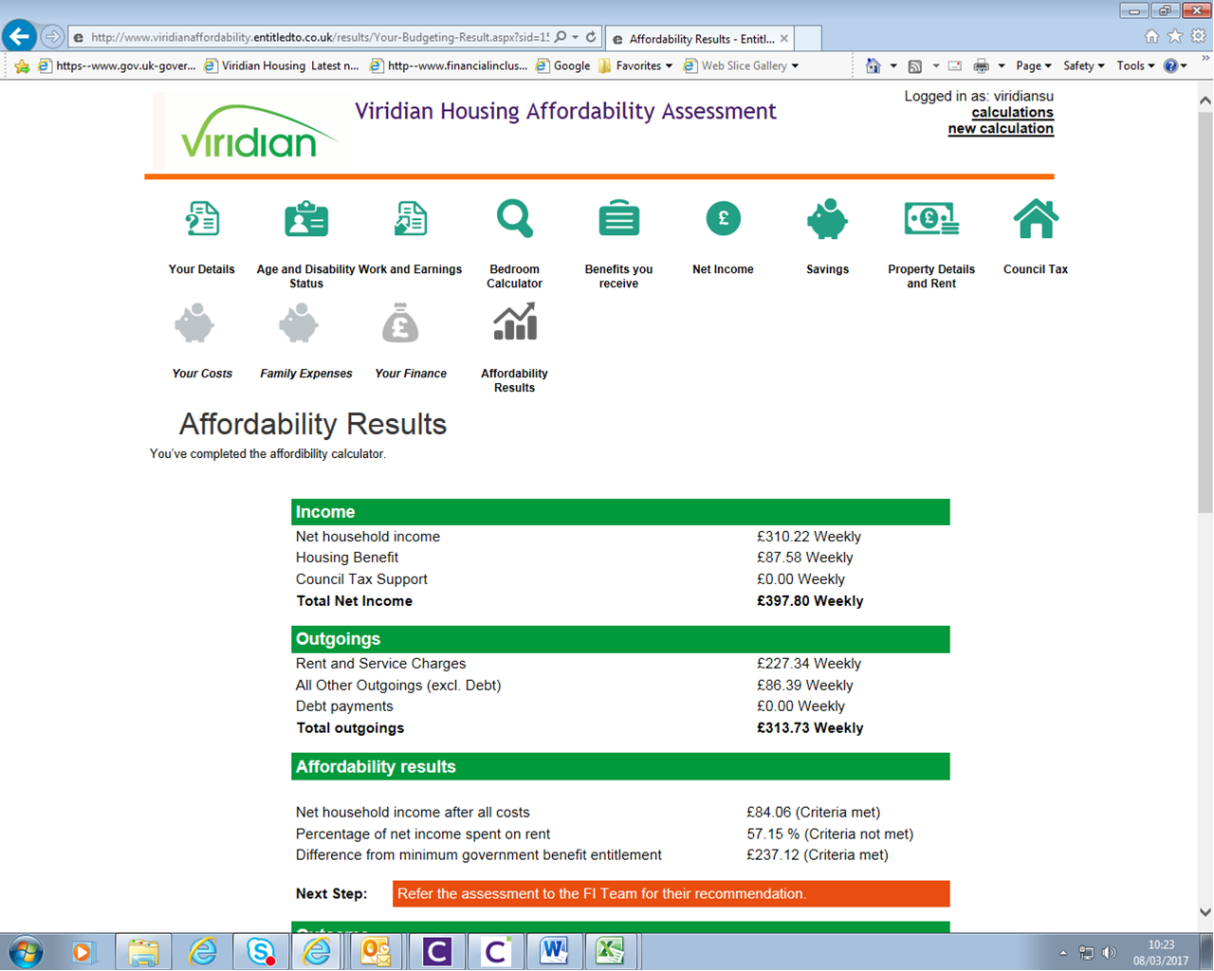 http://www.viridianaffordability.entitledto.co.uk/results/Your-Budgeting-Result.aspx?sid=1!
Affordability Results - Entitl...
https--www.gov.uk-gover... Viridian Housing Latest n... http--www.financialinclus... Google Favorites Web Slice Gallery Page Safety Tools
viridian
Viridian Housing Affordability Assessment
Logged in as: viridiansu
calculations
new calculation
Your Details Age and Disability Status Work and Earnings Bedroom Calculator Benefits you receive Net Income Savings Property Details and Rent Council Tax
Your Costs Family Expenses Your Finance Affordability Results
Affordability Results
You've completed the affordibility calculator.
Income
Net household income £310.22 Weekly
Housing Benefit £87.58 Weekly
Council Tax Support £0.00 Weekly
Total Net Income £397.80 Weekly
Outgoings
Rent and Service Charges £227.34 Weekly
All Other Outgoings (excl. Debt) £86.39 Weekly
Debt payments £0.00 Weekly
Total outgoings £313.73 Weekly
Affordability results
Net household income after all costs £84.06 (Criteria met)
Percentage of net income spent on rent 57.15 % (Criteria not met)
Difference from minimum government benefit entitlement £237.12 (Criteria met)
Next Step: Refer the assessment to the FI Team for their recommendation.
10:23
08/03/2017